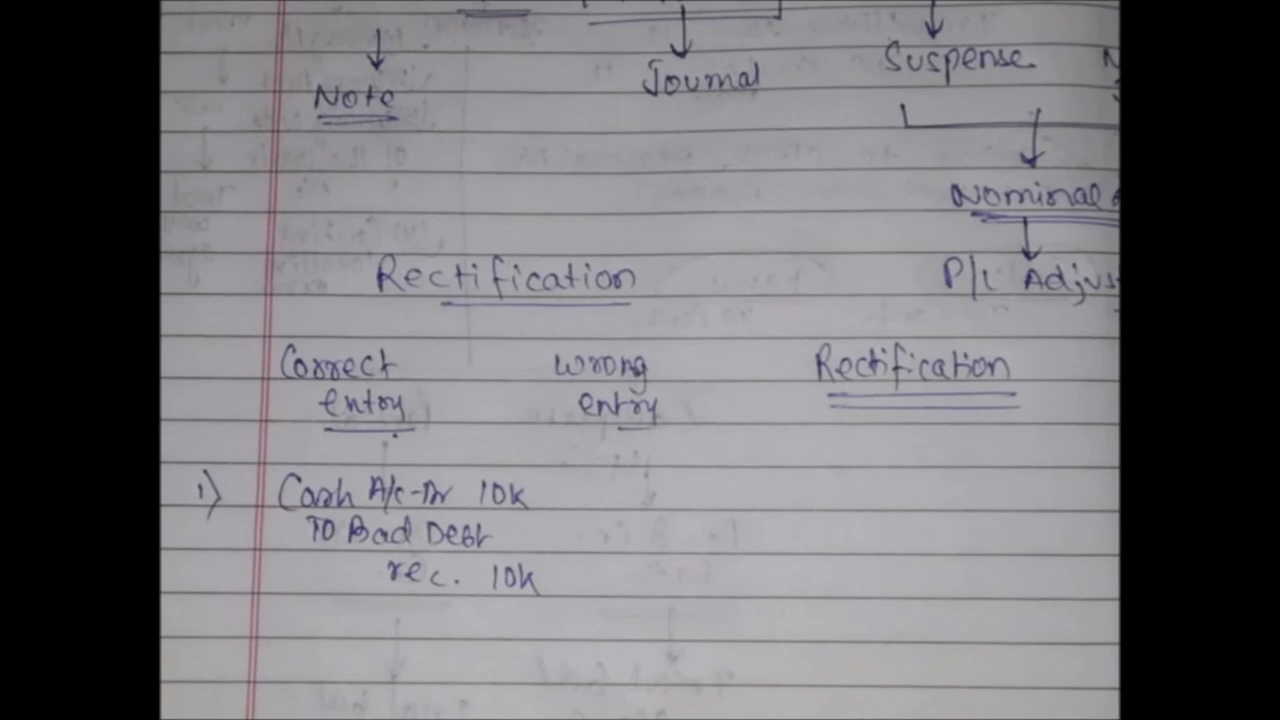 Suspense
Journal
Note
Nominal
P/L Adjus
Rectification
Correct entry
Wrong entry
Rectification
1) Cash A/c-Dr 10k
To Bad Debt
rec. 10k